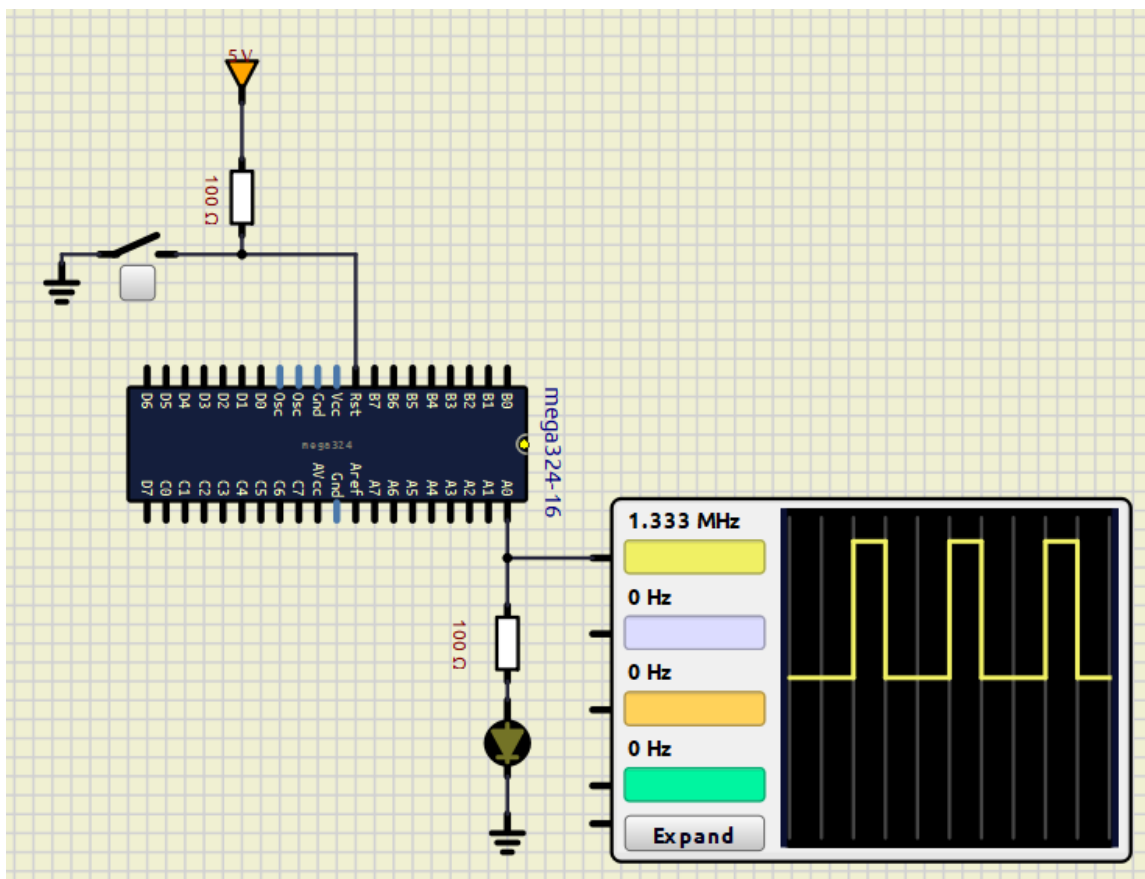 5 V
100 Ω
D6 D5 D4 D3 D2 D1 D0 Osc Osc Gnd Vcc Rst B7 B6 B5 B4 B3 B2 B1 B0
mega324
mega324-16
D7 C0 C1 C2 C3 C4 C5 C6 C7 AVcc Gnd Aref A7 A6 A5 A4 A3 A2 A1 A0
1.333 MHz
0 Hz
100 Ω
0 Hz
0 Hz
Expand